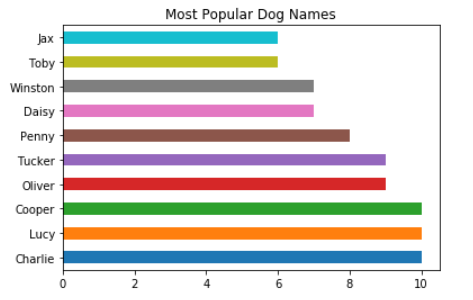 Most Popular Dog Names
Jax
Toby
Winston
Daisy
Penny
Tucker
Oliver
Cooper
Lucy
Charlie
0 2 4 6 8 10